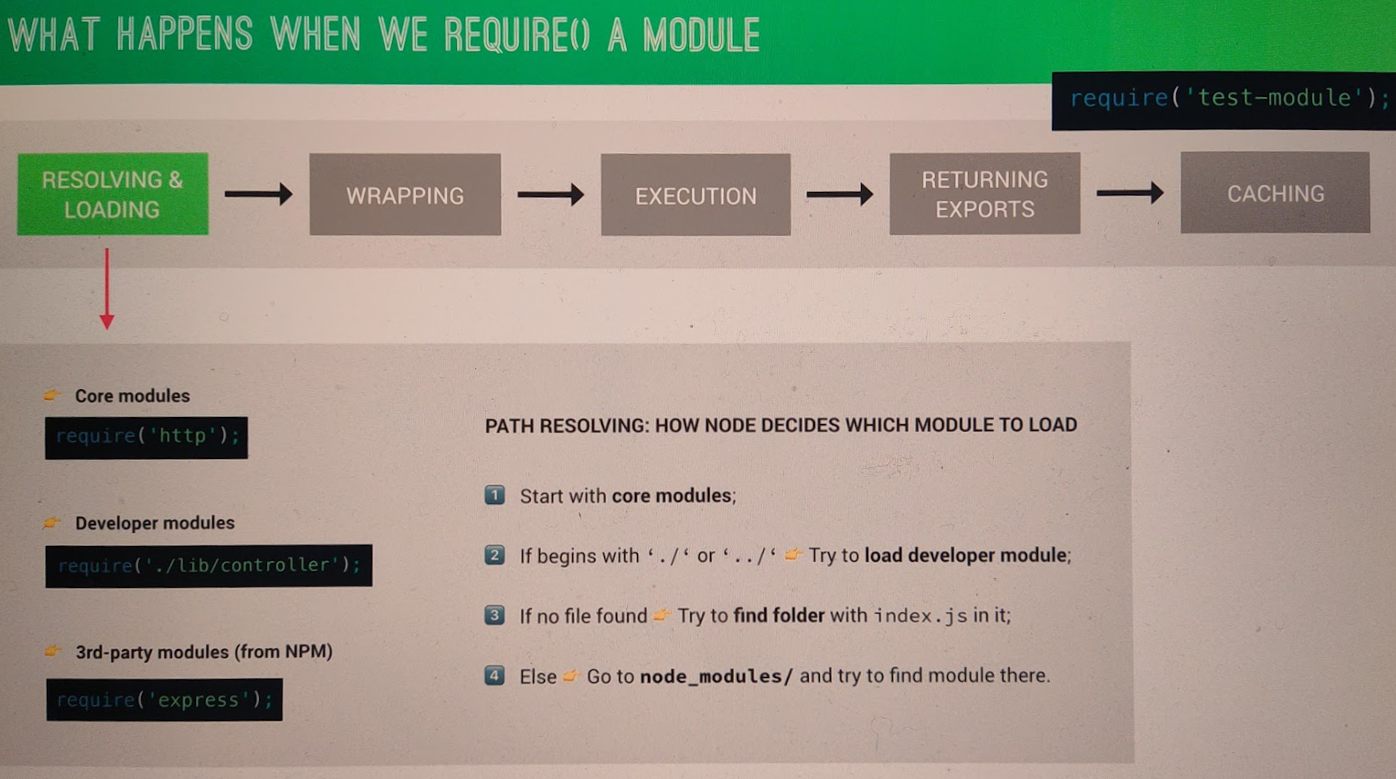 WHAT HAPPENS WHEN WE REQUIRE() A MODULE
require('test-module');
RESOLVING &
LOADING
WRAPPING
EXECUTION
RETURNING
EXPORTS
CACHING
👉 Core modules
require('http');
👉 Developer modules
require('./lib/controller');
👉 3rd-party modules (from NPM)
require('express');
PATH RESOLVING: HOW NODE DECIDES WHICH MODULE TO LOAD
1 Start with core modules;
2 If begins with ‘./‘ or ‘../‘ 👉 Try to load developer module;
3 If no file found 👉 Try to find folder with index.js in it;
4 Else 👉 Go to node_modules/ and try to find module there.